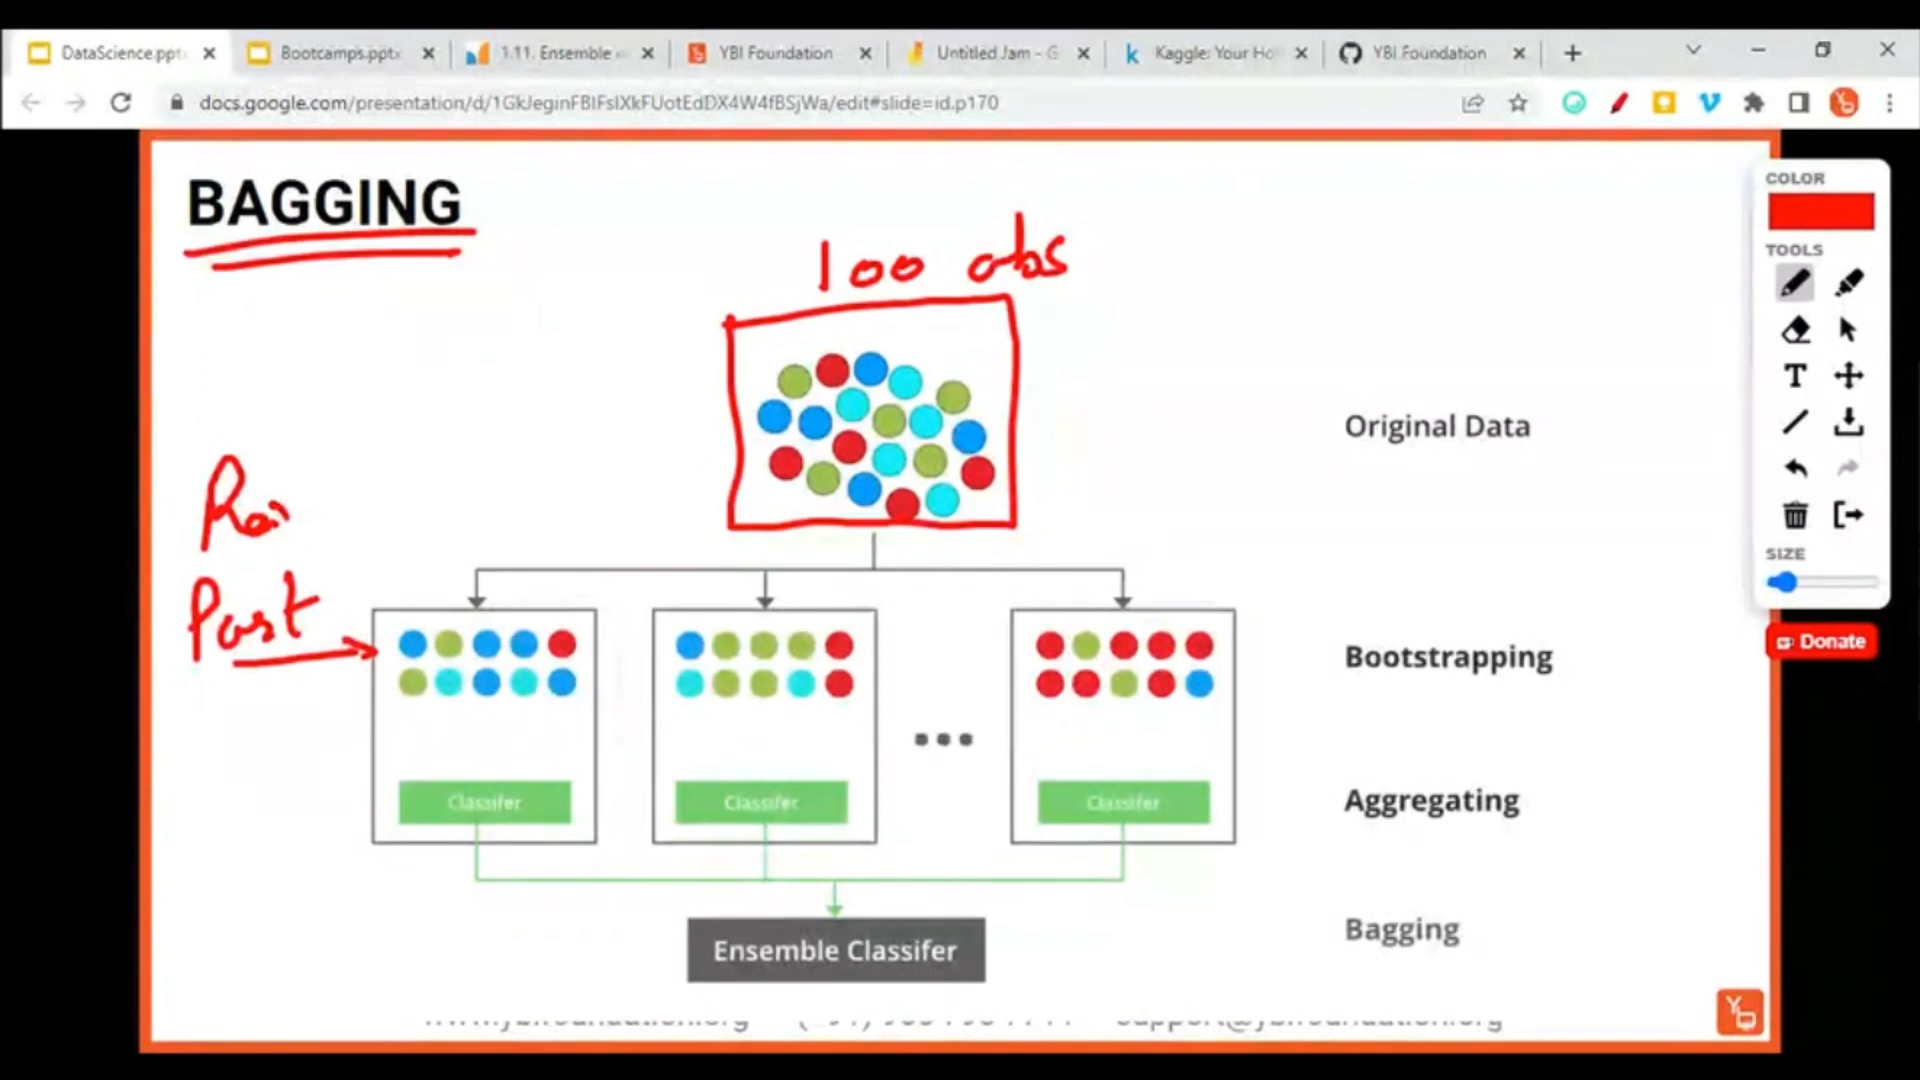 DataScience.ppt
Bootcamps.pptx
1.11. Ensemble
YBI Foundation
Untitled Jam - G
Kaggle: Your Ho
YBI Foundation
docs.google.com/presentation/d/1GkJeginFBIFsIXkFUotEdDX4W4fBSjWa/edit#slide=id.p170
BAGGING
100 obs
COLOR
TOOLS
SIZE
Donate
Original Data
Past
Bootstrapping
Classifer
Classifer
Classifer
Aggregating
Ensemble Classifer
Bagging